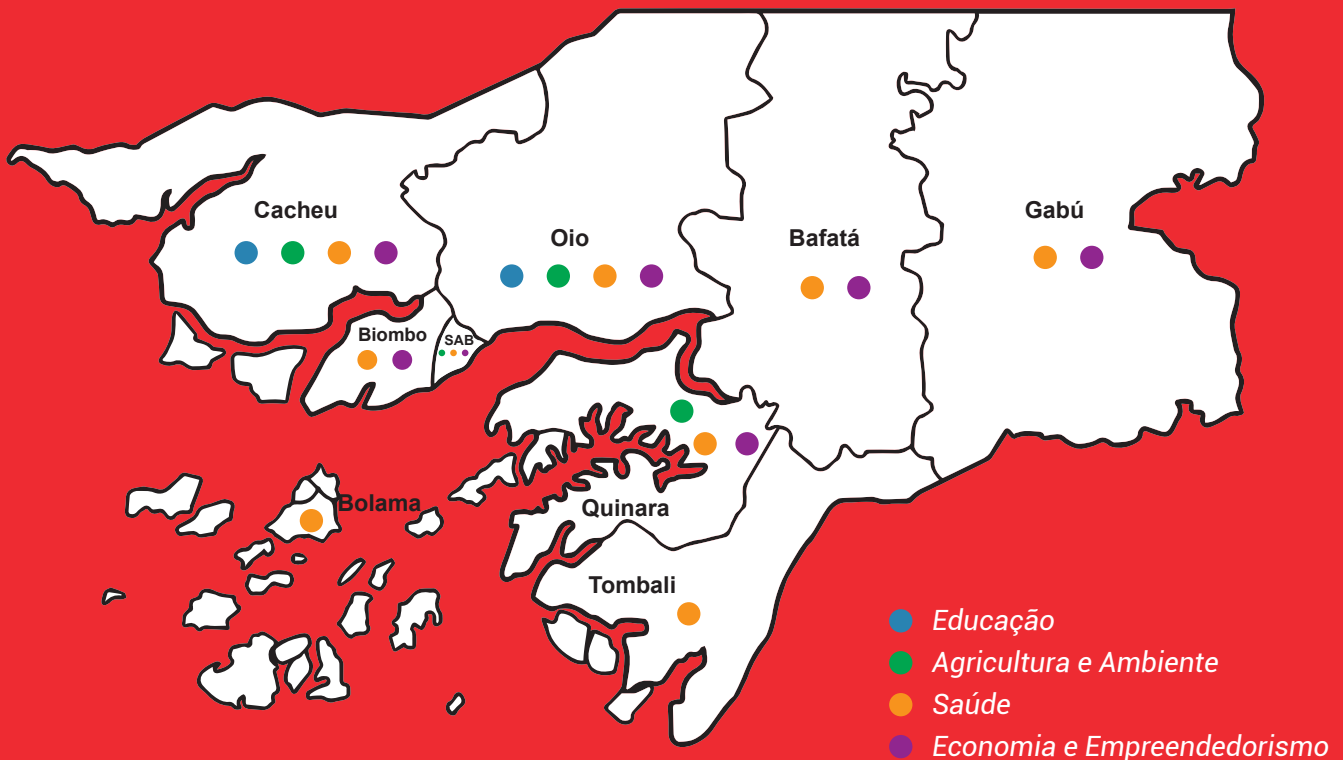 Cacheu
Oio
Bafatá
Gabú
Biombo
SAB
Bolama
Quinara
Tombali
Educação
Agricultura e Ambiente
Saúde
Economia e Empreendedorismo